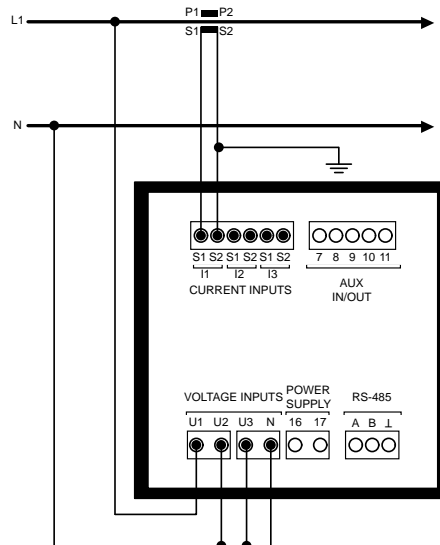 P1 P2
L1
S1 S2
N
S1 S2 S1 S2 S1 S2
7 8 9 10 11
I1 I2 I3
CURRENT INPUTS
AUX
IN/OUT
VOLTAGE INPUTS
POWER
SUPPLY
RS-485
U1 U2 U3 N
16 17
A B ⊥